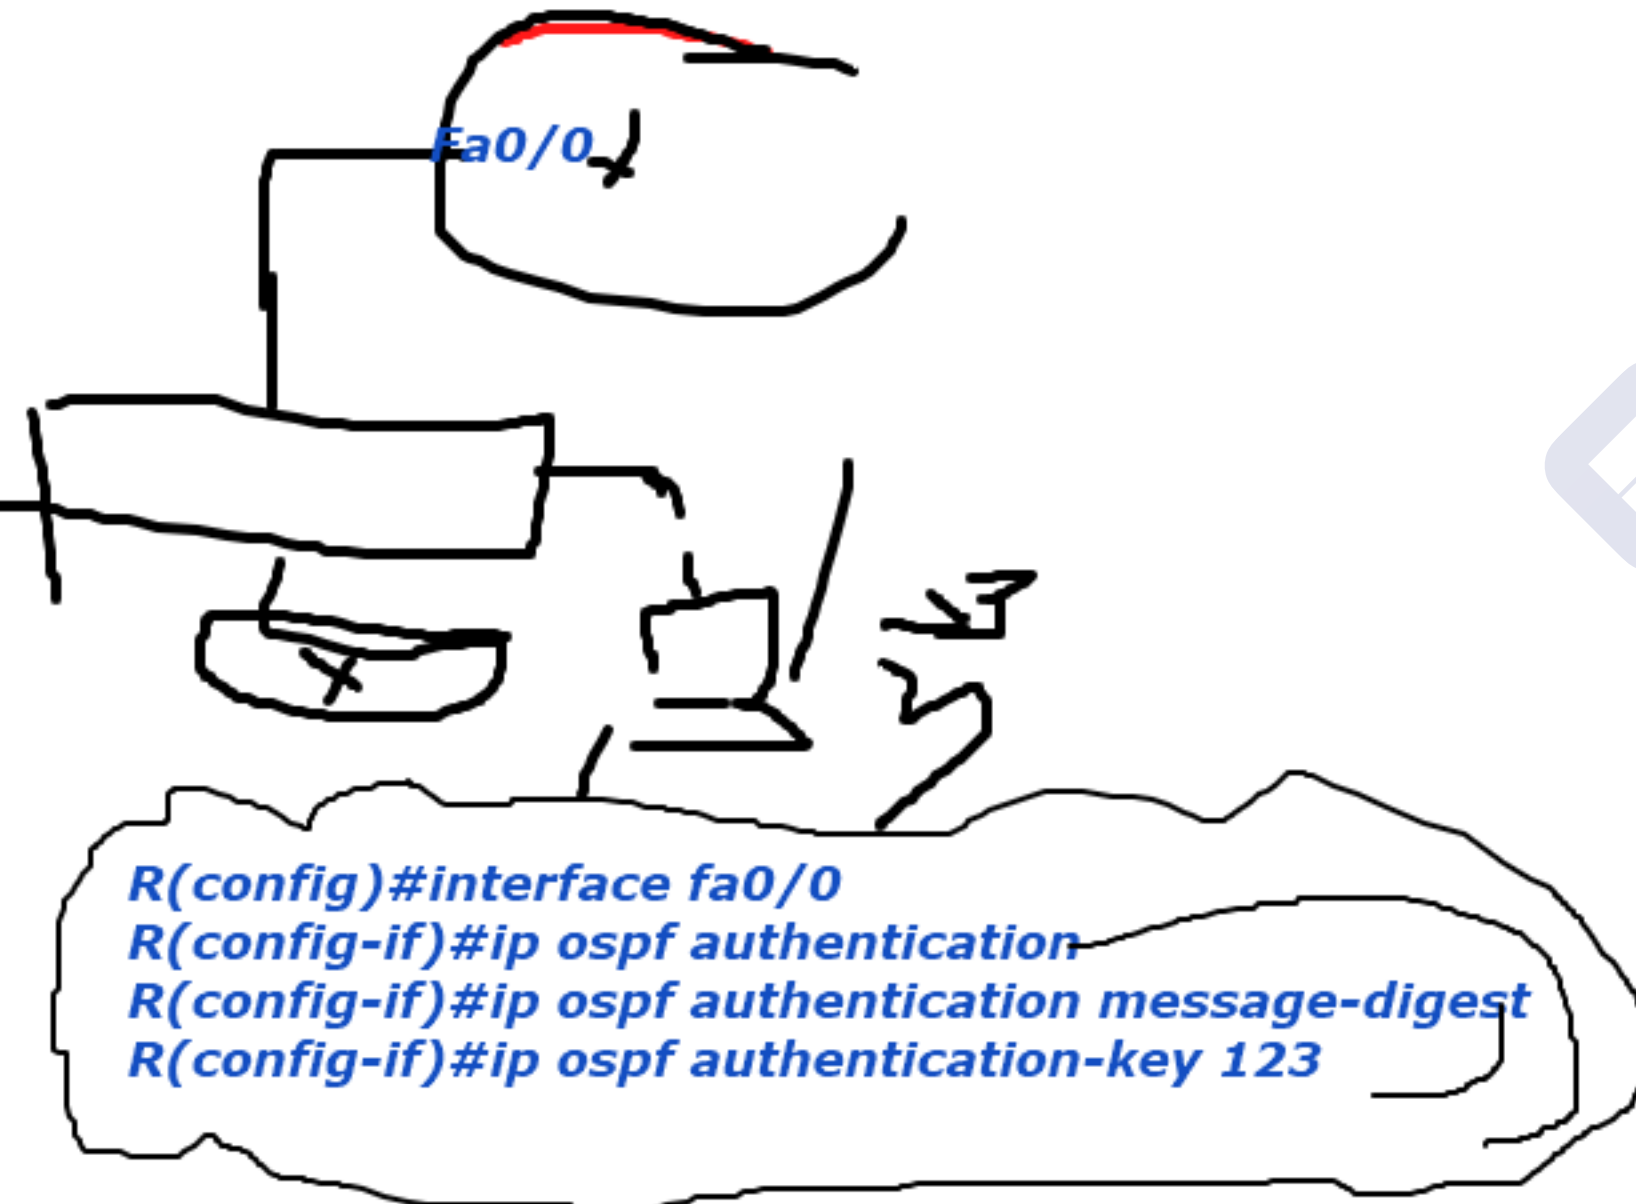 Fa0/0
R(config)#interface fa0/0
R(config-if)#ip ospf authentication
R(config-if)#ip ospf authentication message-digest
R(config-if)#ip ospf authentication-key 123